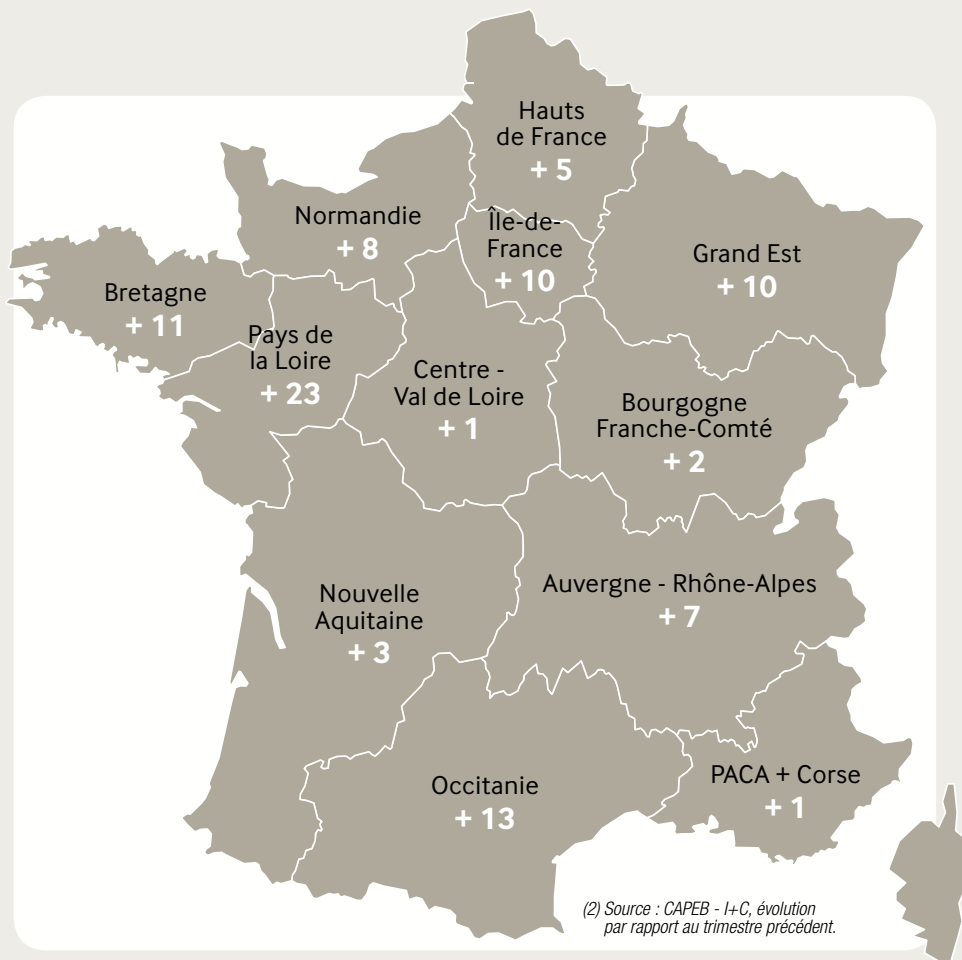 Hauts
de France
+ 5
Normandie
+ 8
Île-de-
France
+ 10
Grand Est
+ 10
Bretagne
+ 11
Pays de
la Loire
+ 23
Centre -
Val de Loire
+ 1
Bourgogne
Franche-Comté
+ 2
Nouvelle
Aquitaine
+ 3
Auvergne - Rhône-Alpes
+ 7
Occitanie
+ 13
PACA + Corse
+ 1
(2) Source : CAPEB - I+C, évolution
par rapport au trimestre précédent.